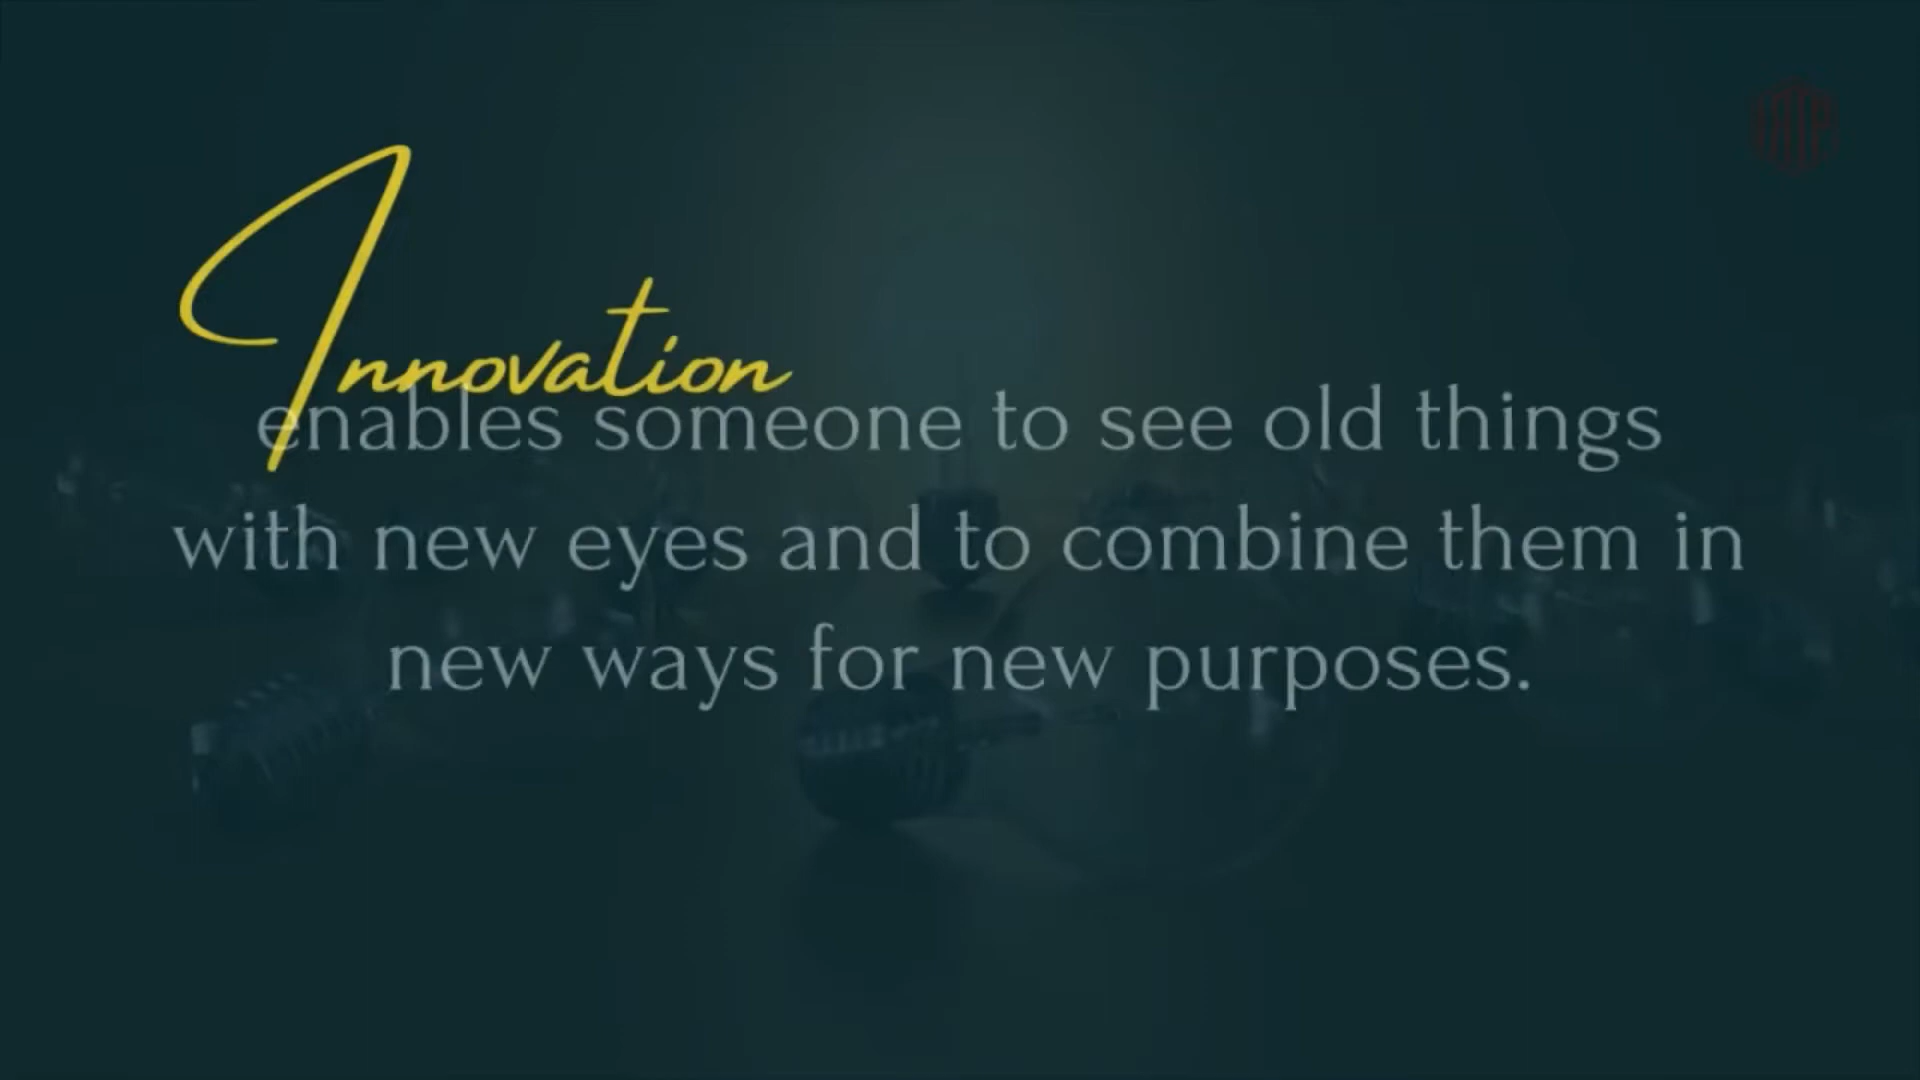 Innovation
enables someone to see old things
with new eyes and to combine them in
new ways for new purposes.